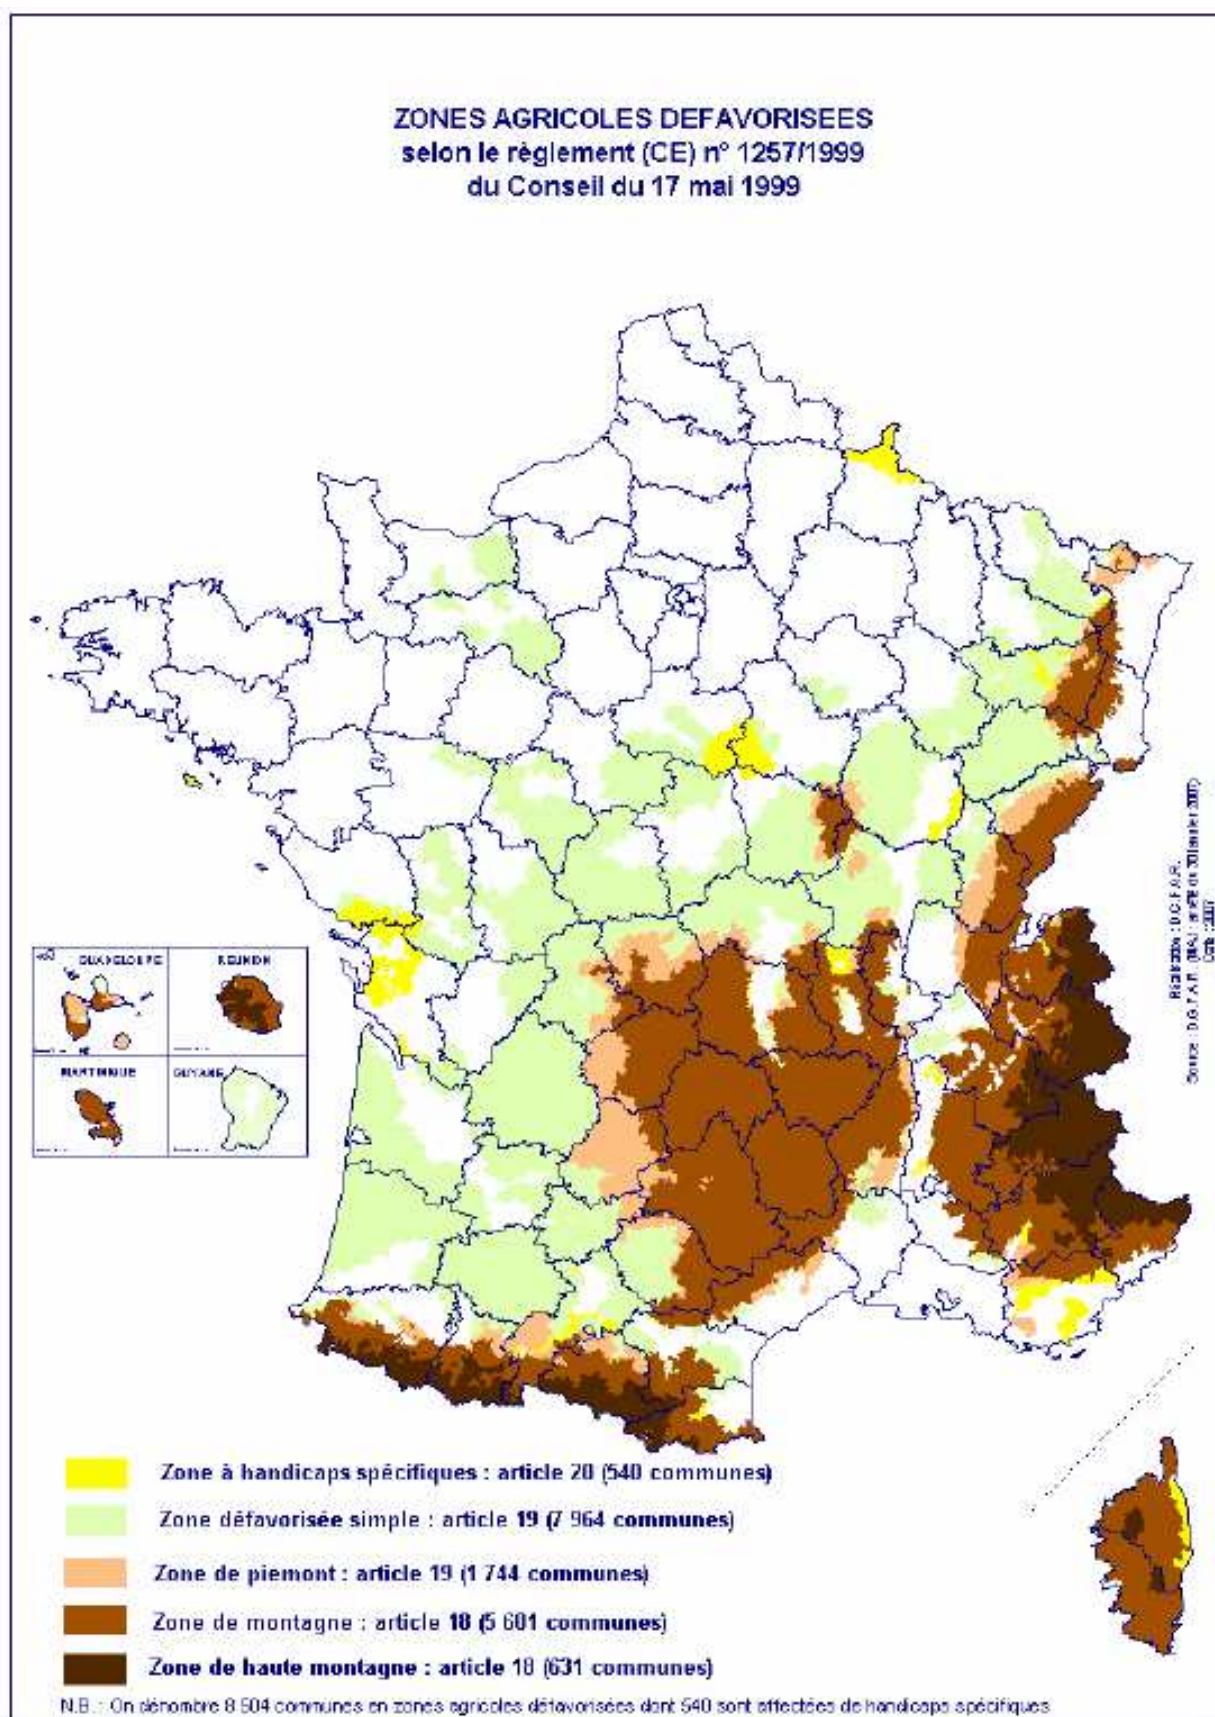 ZONES AGRICOLES DEFAVORISEES
selon le règlement (CE) n° 1257/1999
du Conseil du 17 mai 1999
GUADELOUPE
REUNION
MARTINIQUE
GUYANE
Réalisation : D.G.F.A.R.
Zone à handicaps spécifiques : article 20 (540 communes)
Zone défavorisée simple : article 19 (7 964 communes)
Zone de piemont : article 19 (1 744 communes)
Zone de montagne : article 18 (5 601 communes)
Zone de haute montagne : article 18 (631 communes)
N.B. : On dénombre 8 504 communes en zones agricoles défavorisées dont 540 sont affectées de handicaps spécifiques